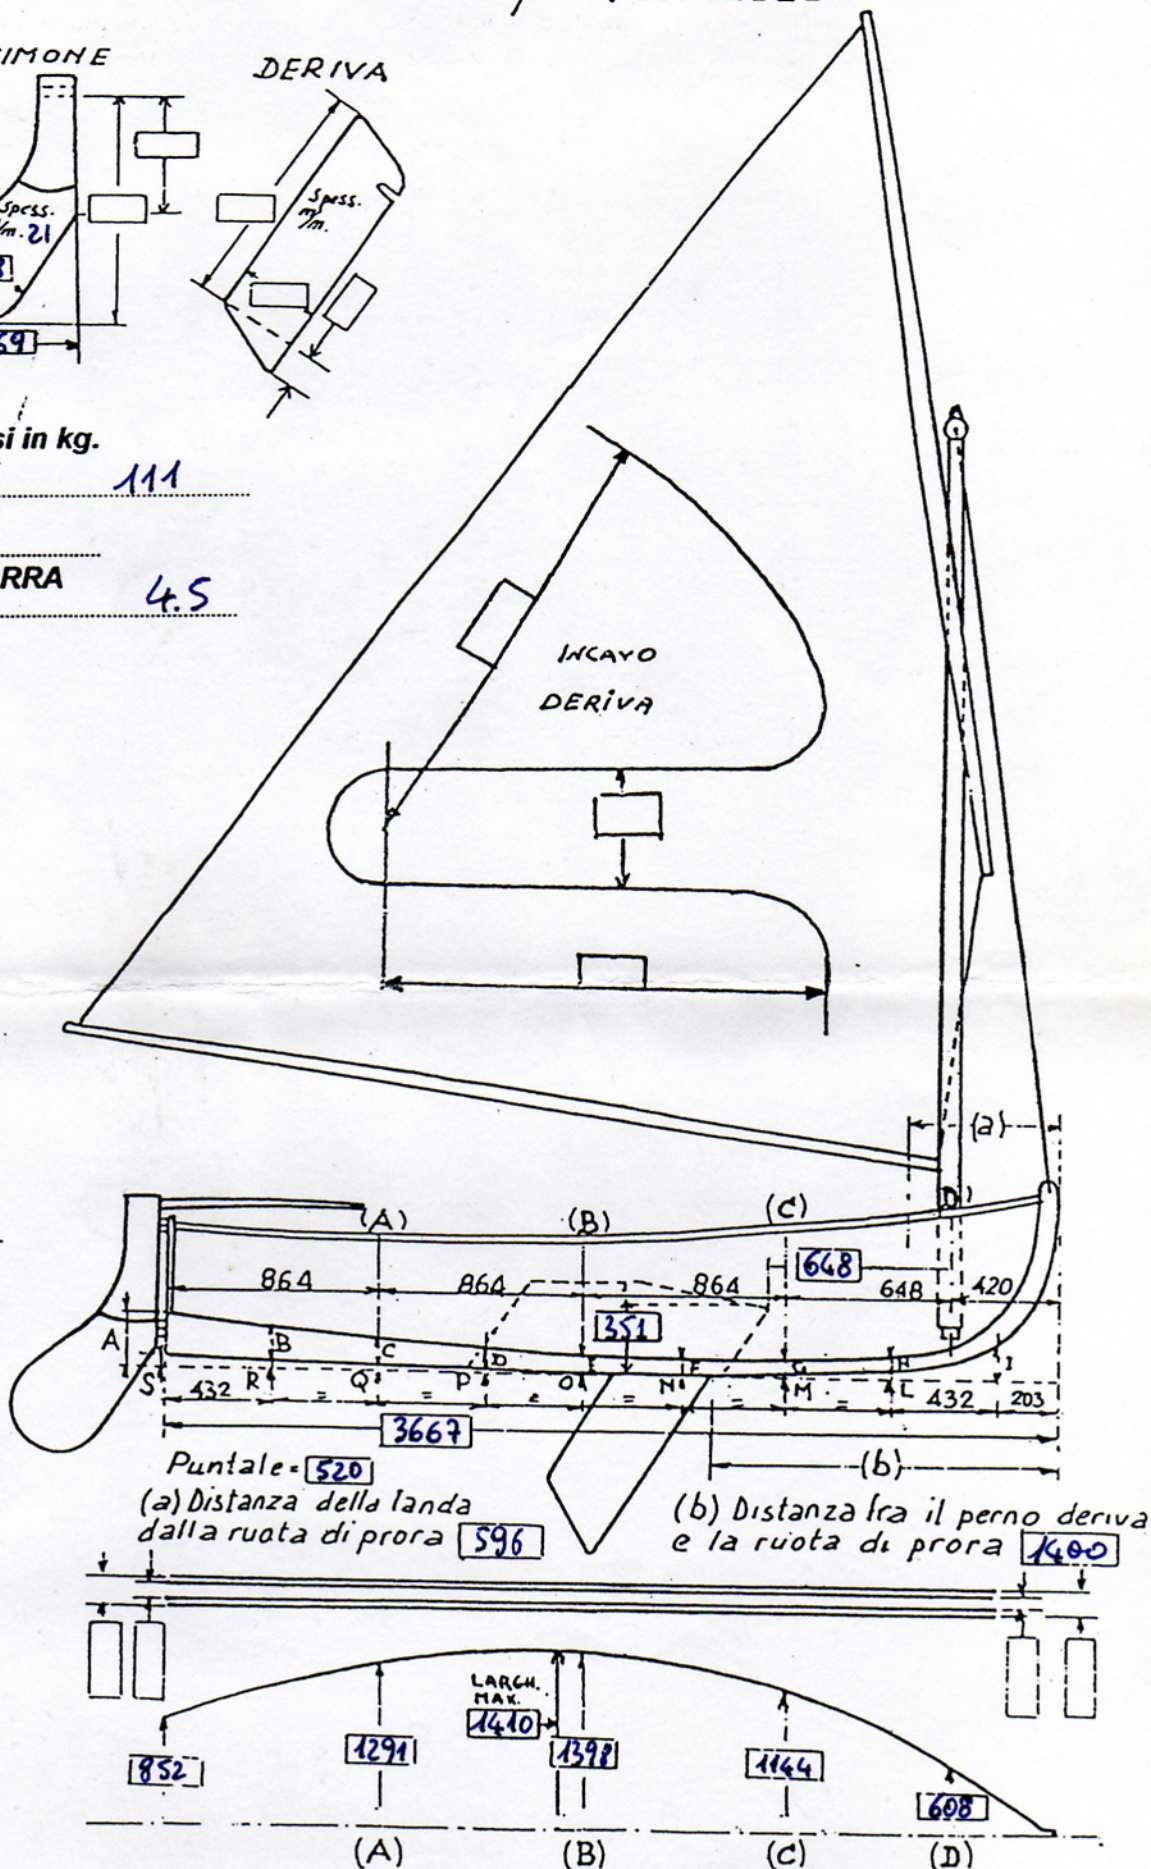 IMONE
DERIVA
Spess.
/m. 21
Spess.
m/m.
69
si in kg.
111
RRA
4.5
INCAVO
DERIVA
(a)
(A)
(B)
(C)
(D)
648
864
864
864
648
420
351
A
B
C
D
E
F
G
H
I
S
R
Q
P
O
N
M
L
432
=
=
=
=
=
=
432
203
3667
Puntale = 520
(b)
(a) Distanza della landa
dalla ruota di prora 596
(b) Distanza fra il perno deriva
e la ruota di prora 1400
LARGH.
MAX.
1410
852
1291
1398
1144
608
(A)
(B)
(C)
(D)